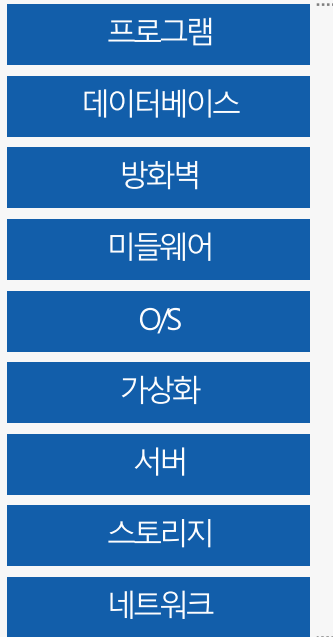 프로그램
데이터베이스
방화벽
미들웨어
O/S
가상화
서버
스토리지
네트워크